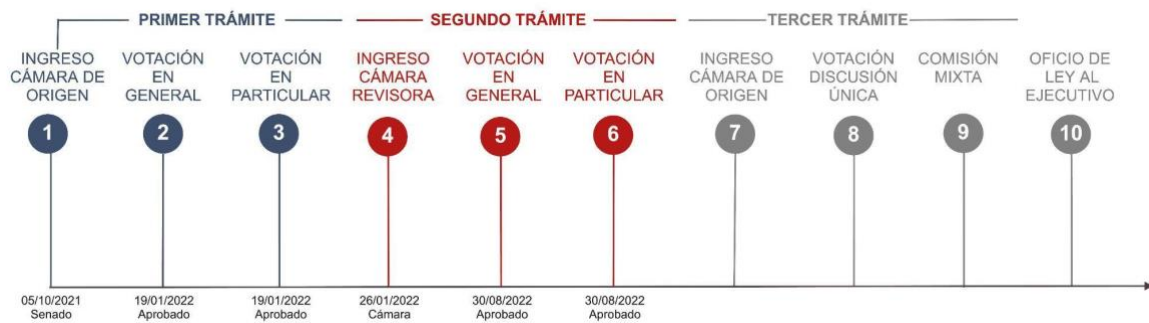 PRIMER TRÁMITE
SEGUNDO TRÁMITE
TERCER TRÁMITE
INGRESO
CÁMARA DE
ORIGEN
VOTACIÓN
EN
GENERAL
VOTACIÓN
EN
PARTICULAR
INGRESO
CÁMARA
REVISORA
VOTACIÓN
EN
GENERAL
VOTACIÓN
EN
PARTICULAR
INGRESO
CÁMARA DE
ORIGEN
VOTACIÓN
DISCUSIÓN
ÚNICA
COMISIÓN
MIXTA
OFICIO DE
LEY AL
EJECUTIVO
1
2
3
4
5
6
7
8
9
10
05/10/2021
Senado
19/01/2022
Aprobado
19/01/2022
Aprobado
26/01/2022
Cámara
30/08/2022
Aprobado
30/08/2022
Aprobado